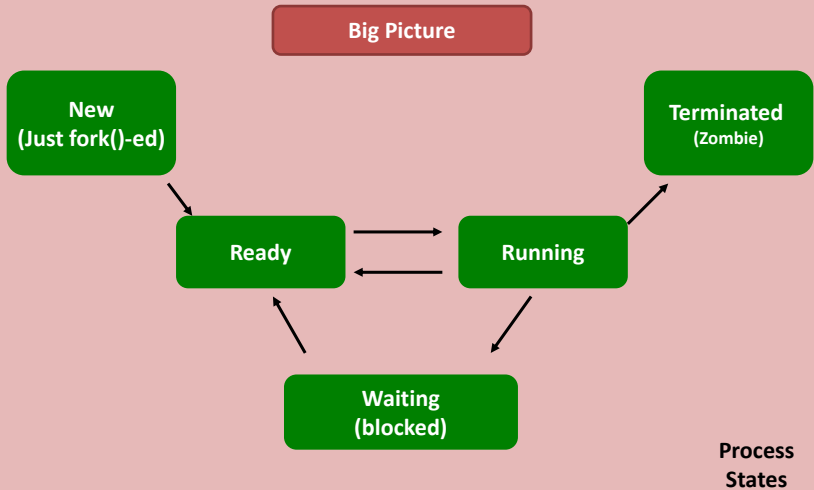 Big Picture
New
(Just fork()-ed)
Terminated
(Zombie)
Ready
Running
Waiting
(blocked)
Process
States